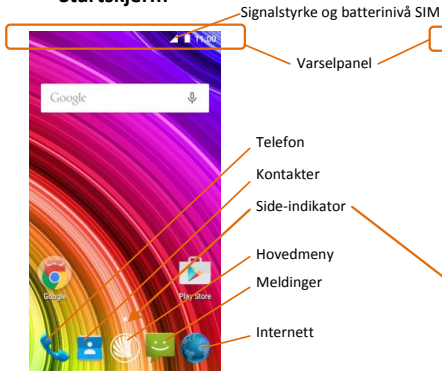 Startskjerm
Signalstyrke og batterinivå SIM
11:00
Varselpanel
Google
Telefon
Kontakter
Side-indikator
Google
Play Store
Hovedmeny
Meldinger
Internett